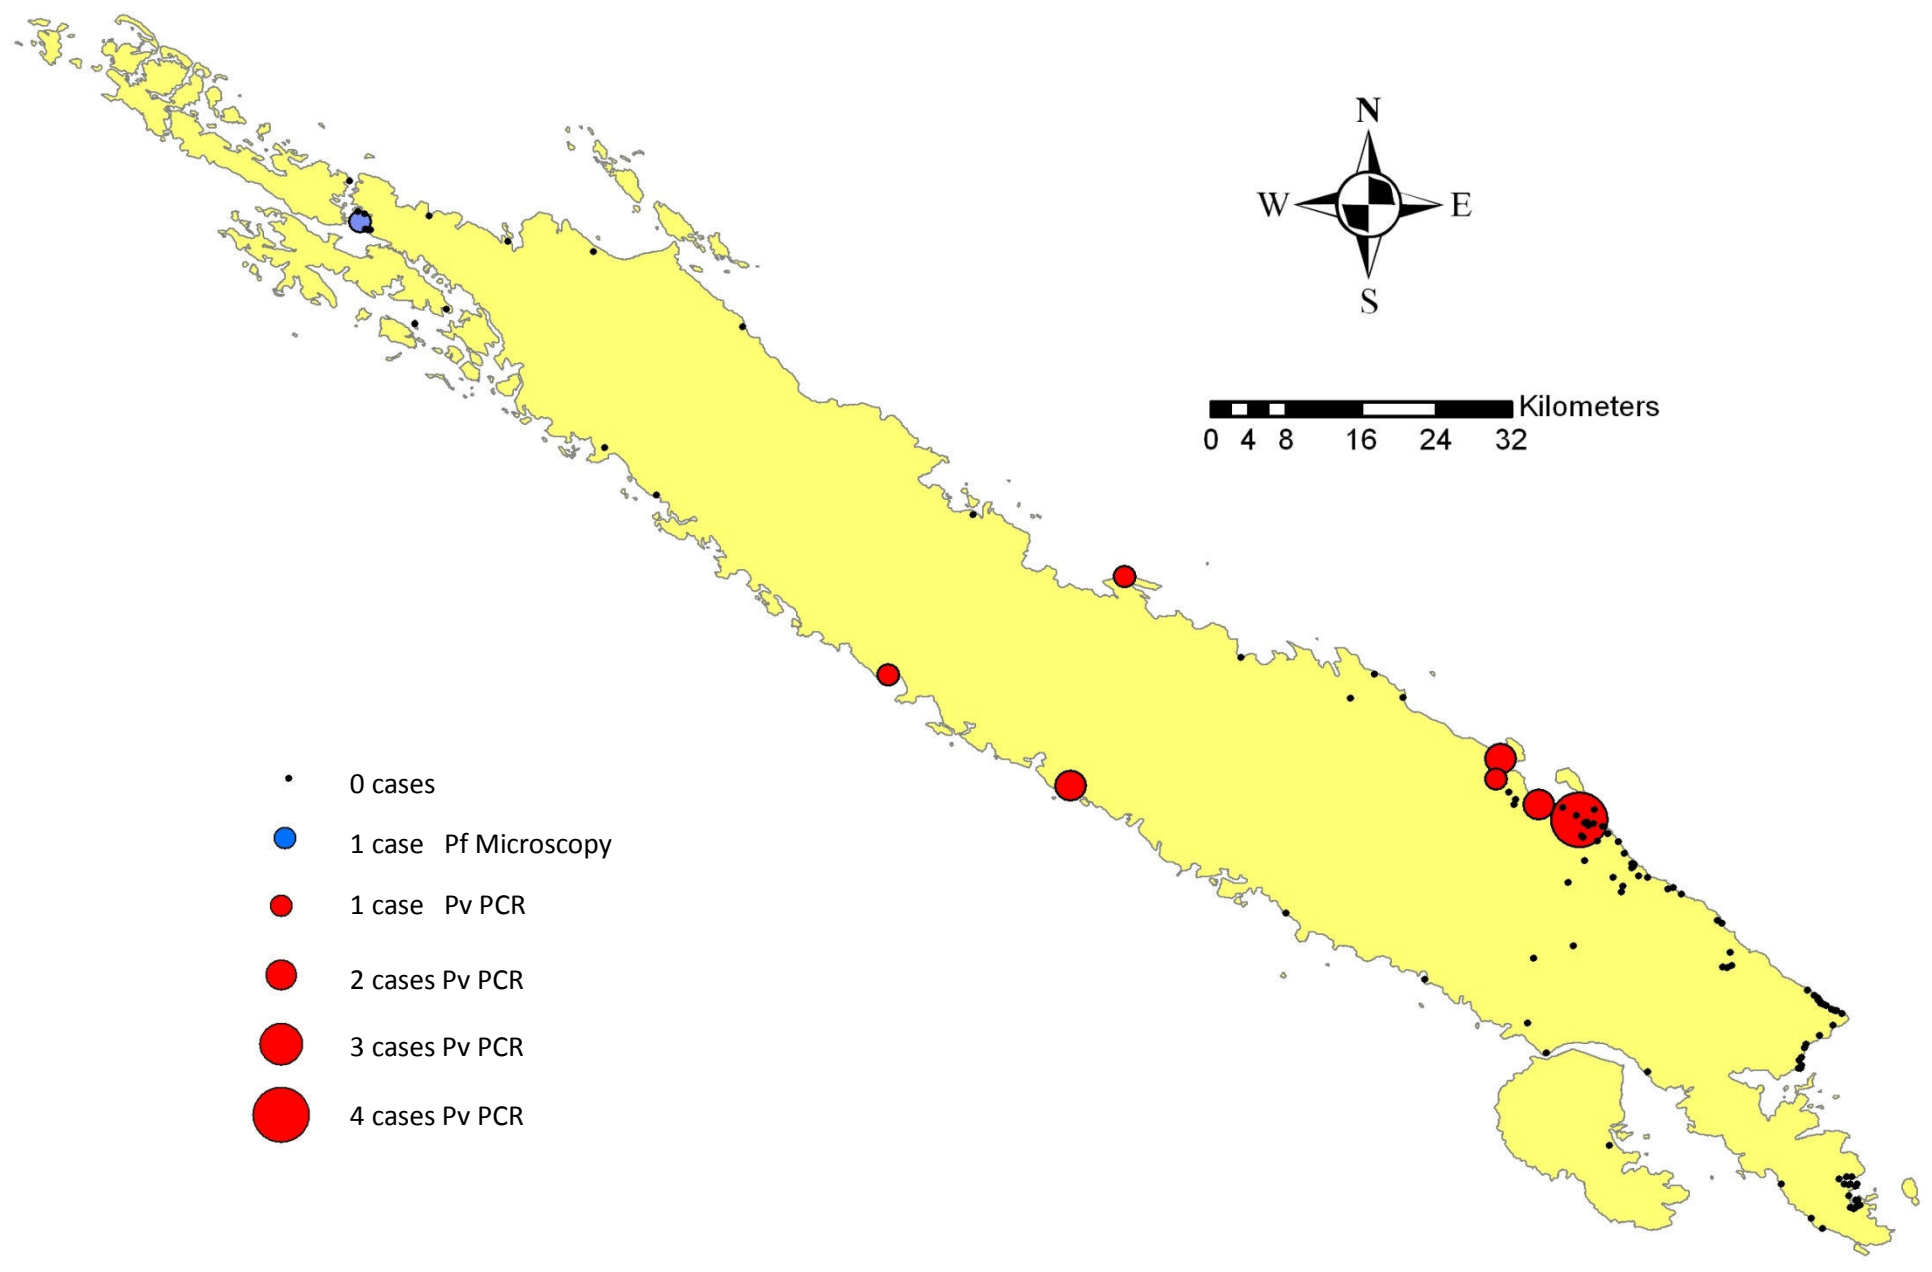 N
W E
S
Kilometers
0 4 8 16 24 32
0 cases
1 case Pf Microscopy
1 case Pv PCR
2 cases Pv PCR
3 cases Pv PCR
4 cases Pv PCR